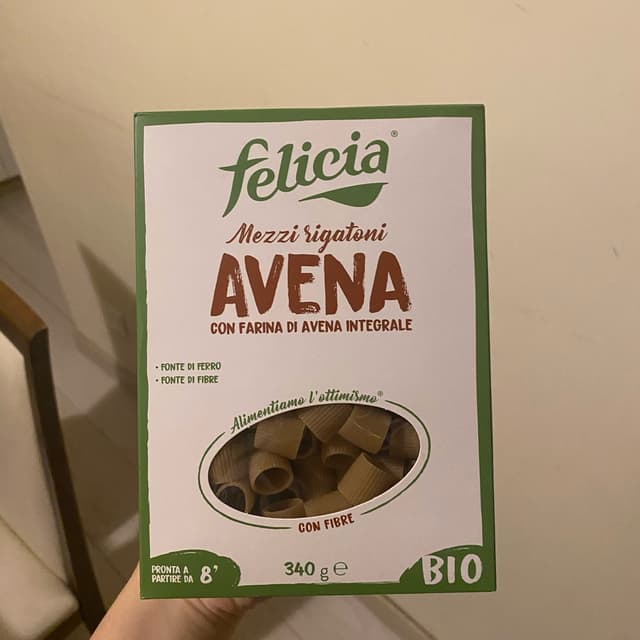 felicia®
Mezzi rigatoni
AVENA
CON FARINA DI AVENA INTEGRALE
• FONTE DI FERRO
• FONTE DI FIBRE
Alimentiamo l'ottimismo®
CON FIBRE
PRONTA A
PARTIRE DA 8'
340 g ℮
BIO